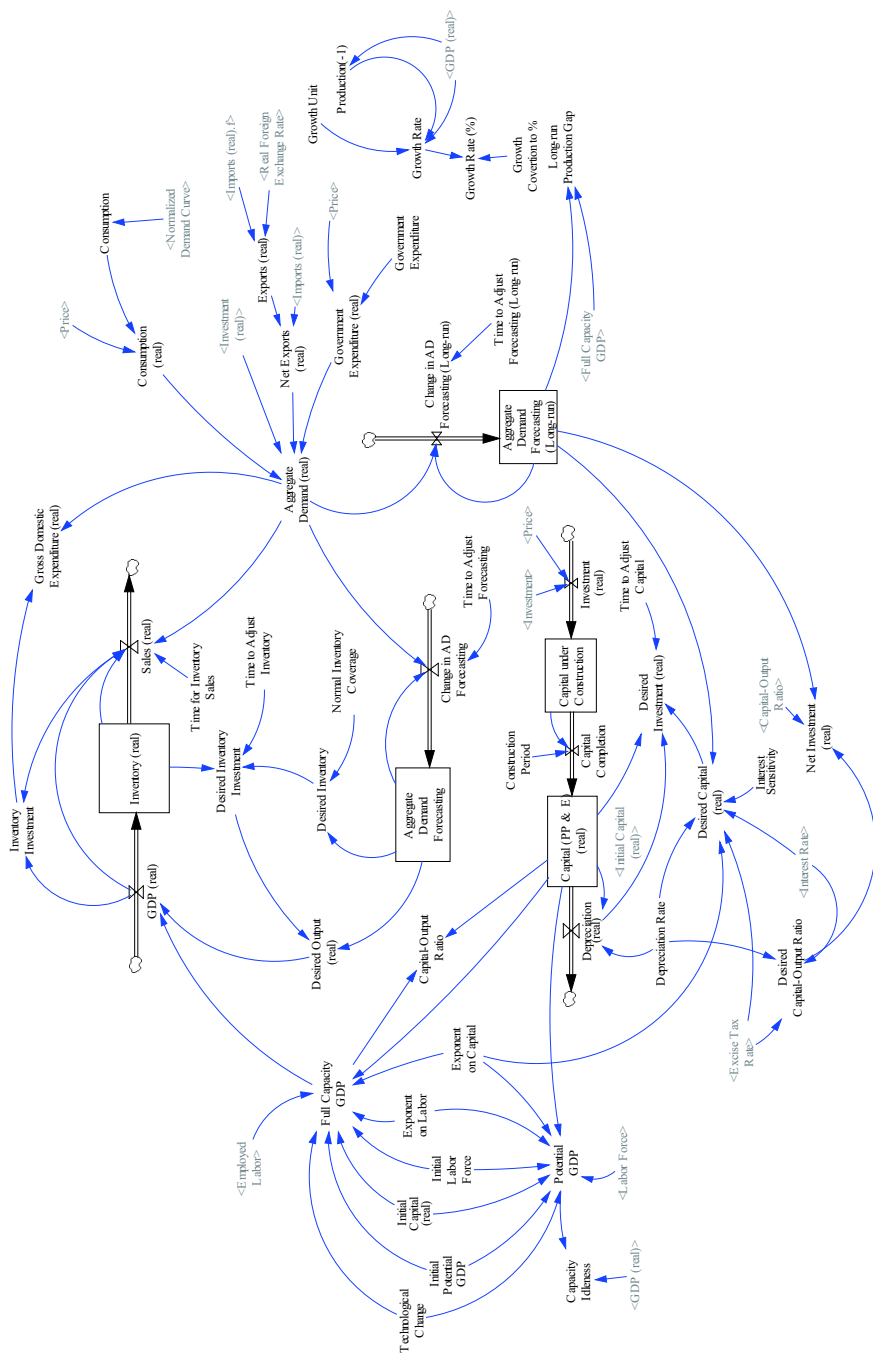 <Employed
Labor>
Technological
Change
Initial
Potential
GDP
Initial
Capital
(real)
Initial
Labor
Force
Exponent
on Labor
Exponent
on Capital
Full Capacity
GDP
Capacity
Idleness
<GDP (real)>
Potential
GDP
<Labor Force>
GDP (real)
Inventory (real)
Sales (real)
Inventory
Investment
Gross Domestic
Expenditure (real)
Time for Inventory
Sales
Time to Adjust
Inventory
Desired Inventory
Investment
Desired Output
(real)
Desired Inventory
Normal Inventory
Coverage
Capital-Output
Ratio
Aggregate
Demand
Forecasting
Change in AD
Forecasting
Time to Adjust
Forecasting
Aggregate
Demand (real)
<Price>
Consumption
(real)
Consumption
<Normalized
Demand Curve>
<Investment
(real)>
<Imports (real).f>
Exports (real)
<Real Foreign
Exchange Rate>
Net Exports
(real)
<Imports (real)>
<Price>
Government
Expenditure (real)
Government
Expenditure
Change in AD
Forecasting (Long-run)
Time to Adjust
Forecasting (Long-run)
Aggregate
Demand
Forecasting
(Long-run)
Growth Unit
Production(-1)
<GDP (real)>
Growth Rate
Growth Rate (%)
Growth
Covertion to %
Long-run
Production Gap
<Full Capacity
GDP>
<Investment>
<Price>
Investment
(real)
Capital under
Construction
Construction
Period
Capital
Completion
Capital (PP & E)
(real)
Depreciation
(real)
<Initial Capital
(real)>
Desired
Investment (real)
Time to Adjust
Capital
Depreciation Rate
Desired Capital
(real)
Interest
Sensitivity
<Excise Tax
Rate>
Desired
Capital-Output Ratio
<Interest Rate>
<Capital-Output
Ratio>
Net Investment
(real)